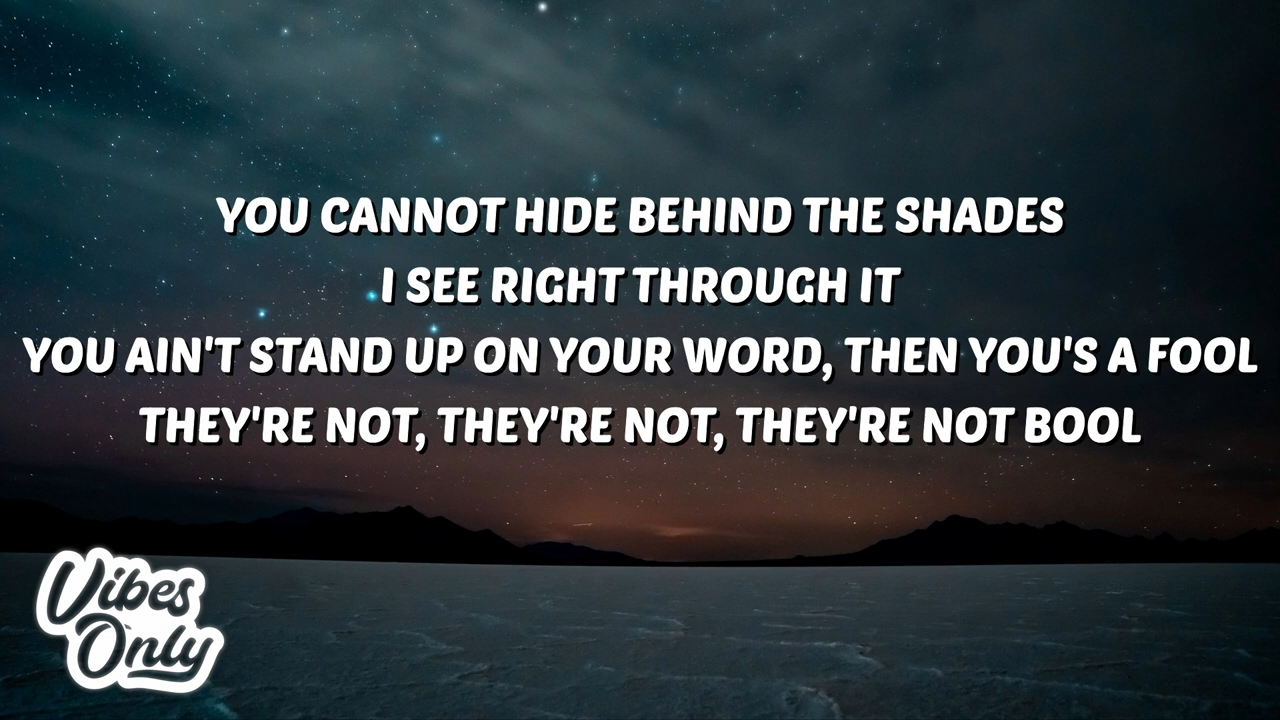 YOU CANNOT HIDE BEHIND THE SHADES
I SEE RIGHT THROUGH IT
YOU AIN'T STAND UP ON YOUR WORD, THEN YOU'S A FOOL
THEY'RE NOT, THEY'RE NOT, THEY'RE NOT BOOL
Vibes
Only